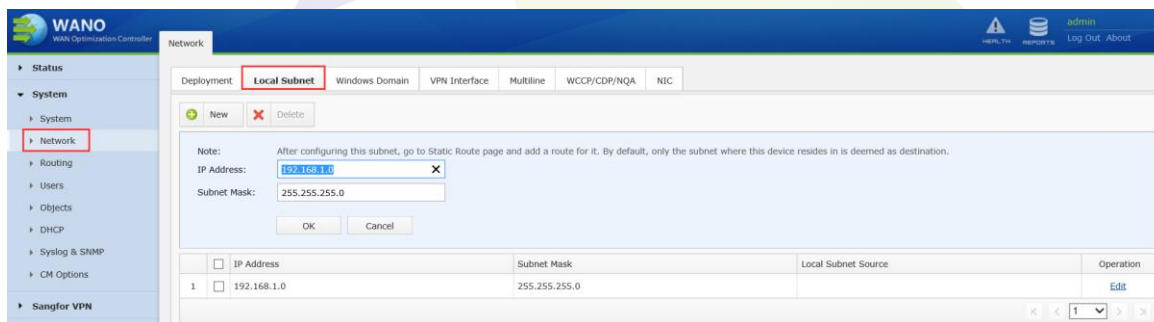 WANO
WAN Optimization Controller
Network
HEALTH
REPORTS
admin
Log Out About
Status
System
System
Network
Routing
Users
Objects
DHCP
Syslog & SNMP
CM Options
Sangfor VPN
Deployment Local Subnet Windows Domain VPN Interface Multiline WCCP/CDP/NQA NIC
New Delete
Note: After configuring this subnet, go to Static Route page and add a route for it. By default, only the subnet where this device resides in is deemed as destination.
IP Address: 192.168.1.0
Subnet Mask: 255.255.255.0
OK Cancel
IP Address Subnet Mask Local Subnet Source Operation
1 192.168.1.0 255.255.255.0 Edit
1